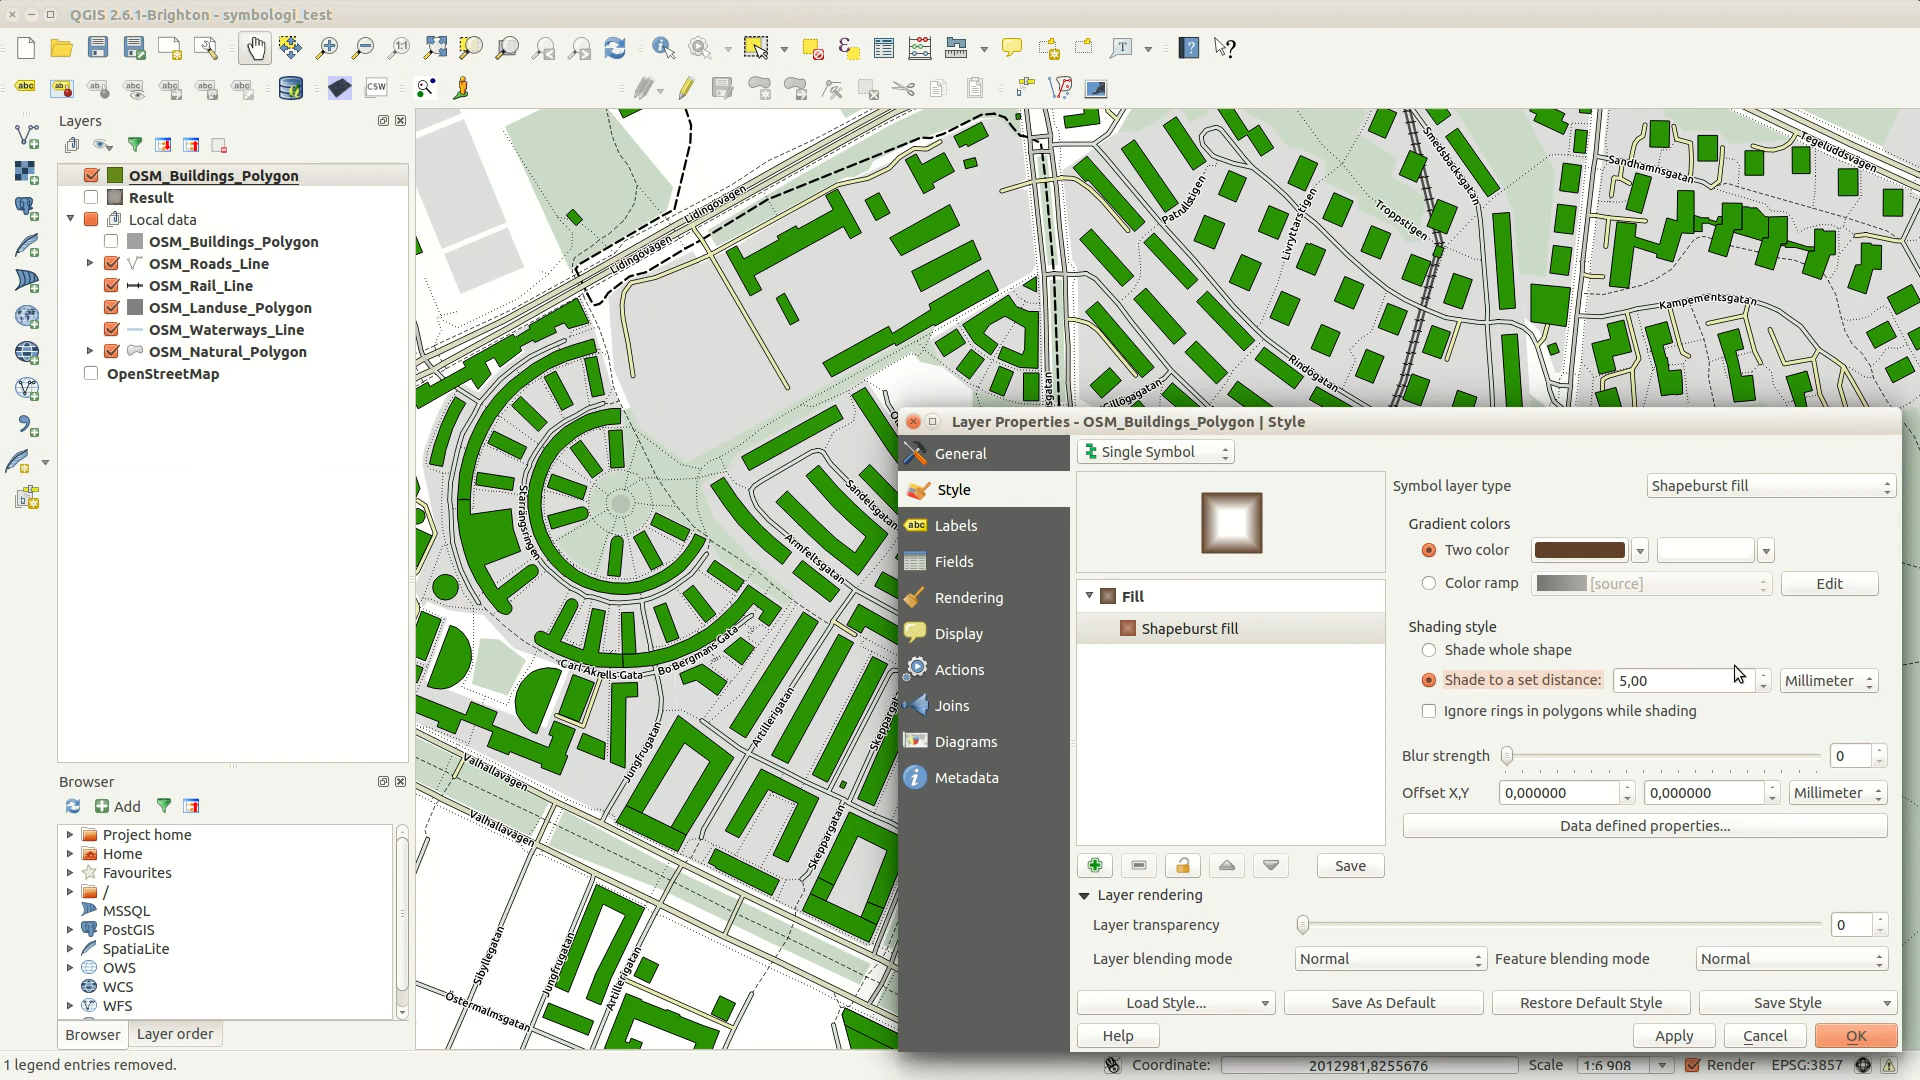 QGIS 2.6.1-Brighton - symbologi_test
abc
CSW
Layers
OSM_Buildings_Polygon
Result
Local data
OSM_Buildings_Polygon
OSM_Roads_Line
OSM_Rail_Line
OSM_Landuse_Polygon
OSM_Waterways_Line
OSM_Natural_Polygon
OpenStreetMap
Browser
Add
Project home
Home
Favourites
/
MSSQL
PostGIS
SpatiaLite
OWS
WCS
WFS
Browser
Layer order
1 legend entries removed.
Lidingövägen
Lidingövägen
Patrullstigen
Livryttarstigen
Troppstigen
Smedsbacksgatan
Sandhamnsgatan
Tegeluddsvägen
Kampementsgatan
Rindögatan
Gillögagatan
Starrängsringen
Sandelsgatan
Armfeltsgatan
Carl Akrells Gata
Bo Bergmans Gata
Artillerigatan
Jungfrugatan
Valhallavägen
Valhallavägen
Skeppargatan
Sibyllegatan
Jungfrugatan
Artillerigatan
Östermalmsgatan
Layer Properties - OSM_Buildings_Polygon | Style
General
Style
Labels
Fields
Rendering
Display
Actions
Joins
Diagrams
Metadata
Single Symbol
Fill
Shapeburst fill
Save
Symbol layer type
Shapeburst fill
Gradient colors
Two color
Color ramp
[source]
Edit
Shading style
Shade whole shape
Shade to a set distance:
5,00
Millimeter
Ignore rings in polygons while shading
Blur strength
0
Offset X,Y
0,000000
0,000000
Millimeter
Data defined properties...
Layer rendering
Layer transparency
0
Layer blending mode
Normal
Feature blending mode
Normal
Load Style...
Save As Default
Restore Default Style
Save Style
Help
Apply
Cancel
OK
Coordinate:
2012981,8255676
Scale
1:6 908
Render
EPSG:3857